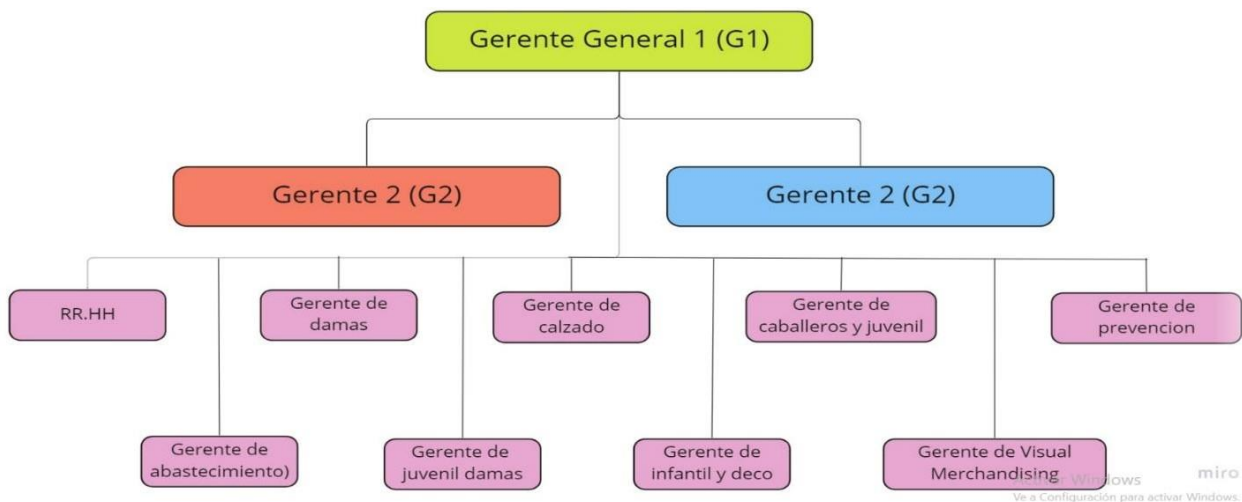 Gerente General 1 (G1)
Gerente 2 (G2)
Gerente 2 (G2)
RR.HH
Gerente de
damas
Gerente de
calzado
Gerente de
caballeros y juvenil
Gerente de
prevencion
Gerente de
abastecimiento)
Gerente de
juvenil damas
Gerente de
infantil y deco
Gerente de Visual
Merchandising
Activar Windows
miro
Ve a Configuración para activar Windows.